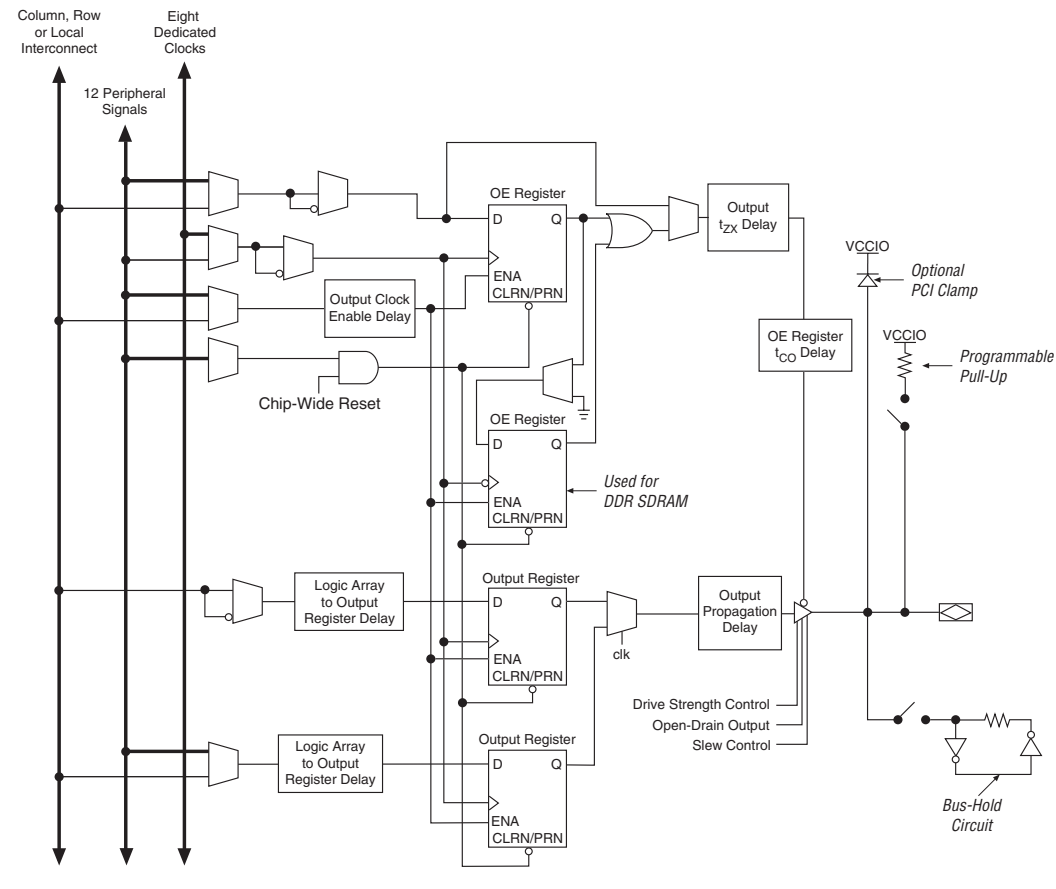 Column, Row
or Local
Interconnect
Eight
Dedicated
Clocks
12 Peripheral
Signals
OE Register
D
Q
ENA
CLRN/PRN
Output
tZX Delay
VCCIO
Optional
PCI Clamp
Output Clock
Enable Delay
OE Register
tCO Delay
VCCIO
Programmable
Pull-Up
Chip-Wide Reset
OE Register
D
Q
ENA
CLRN/PRN
Used for
DDR SDRAM
Logic Array
to Output
Register Delay
Output Register
D
Q
ENA
CLRN/PRN
clk
Output
Propagation
Delay
Drive Strength Control
Open-Drain Output
Slew Control
Logic Array
to Output
Register Delay
Output Register
D
Q
ENA
CLRN/PRN
Bus-Hold
Circuit